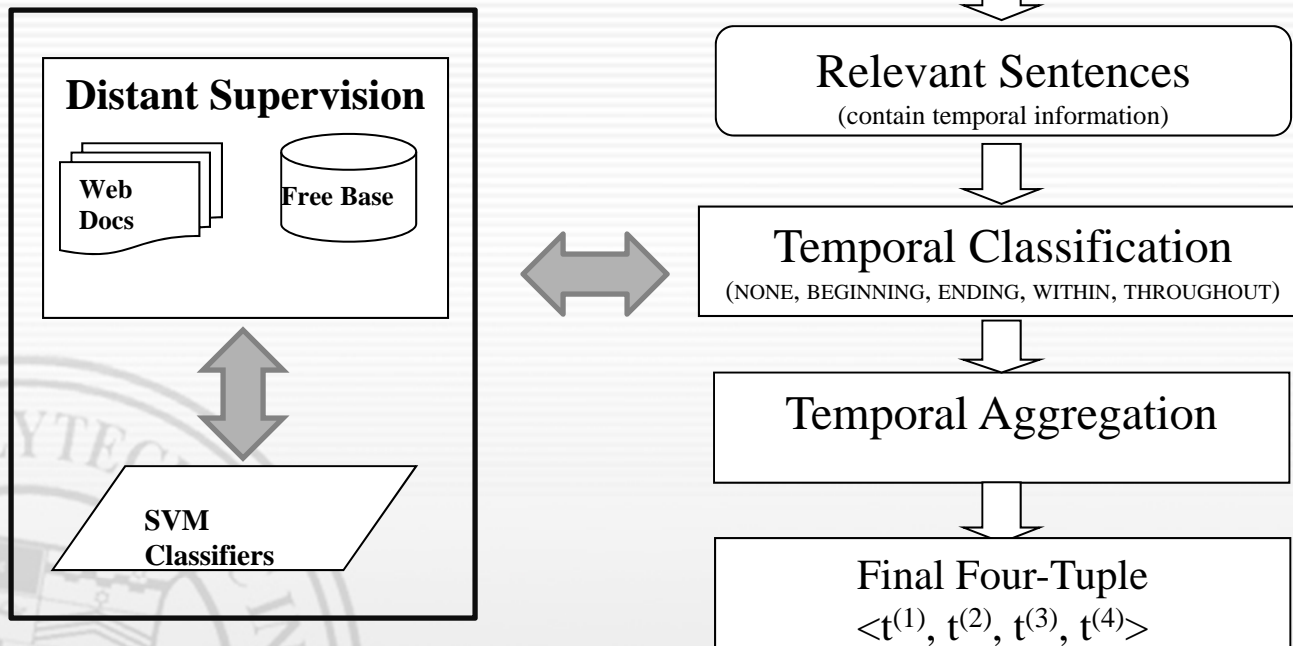 Distant Supervision
Web
Docs
Free Base
SVM
Classifiers
Relevant Sentences
(contain temporal information)
Temporal Classification
(NONE, BEGINNING, ENDING, WITHIN, THROUGHOUT)
Temporal Aggregation
Final Four-Tuple
<t⁽¹⁾, t⁽²⁾, t⁽³⁾, t⁽⁴⁾>